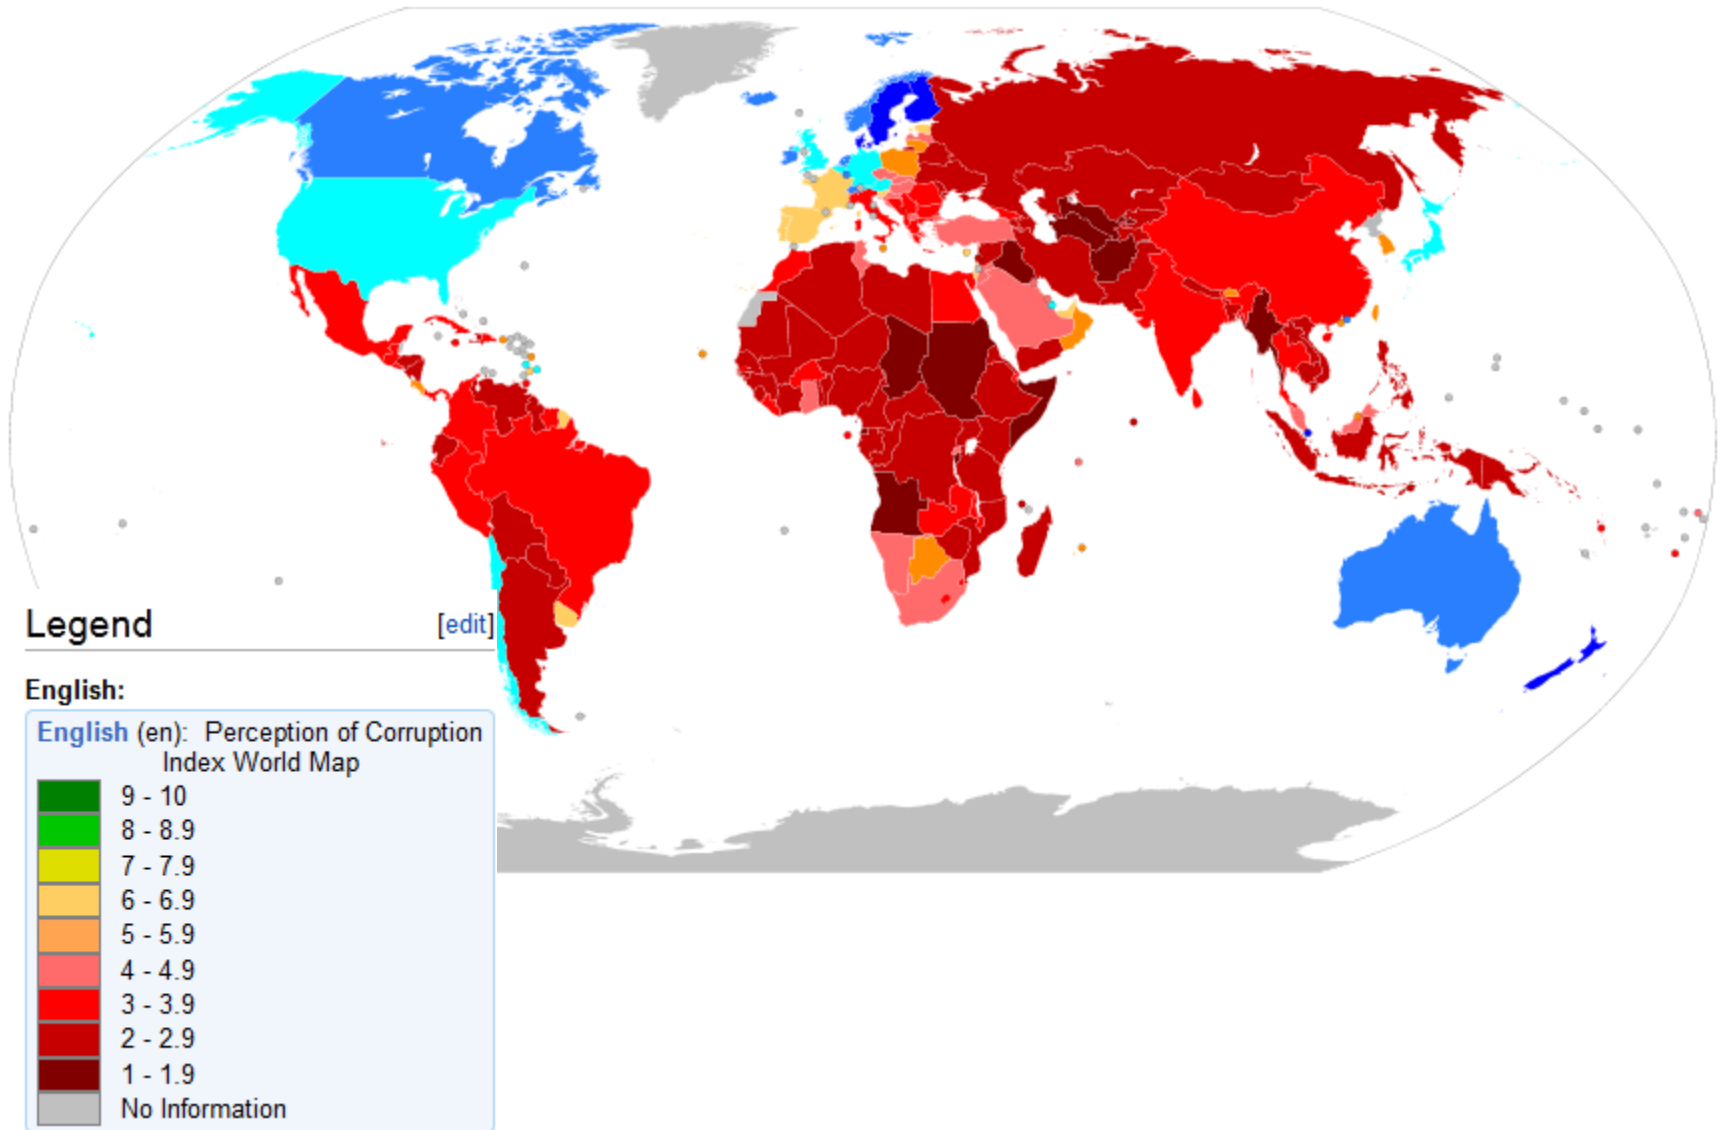 Legend [edit]
English:
English (en): Perception of Corruption
Index World Map
9 - 10
8 - 8.9
7 - 7.9
6 - 6.9
5 - 5.9
4 - 4.9
3 - 3.9
2 - 2.9
1 - 1.9
No Information